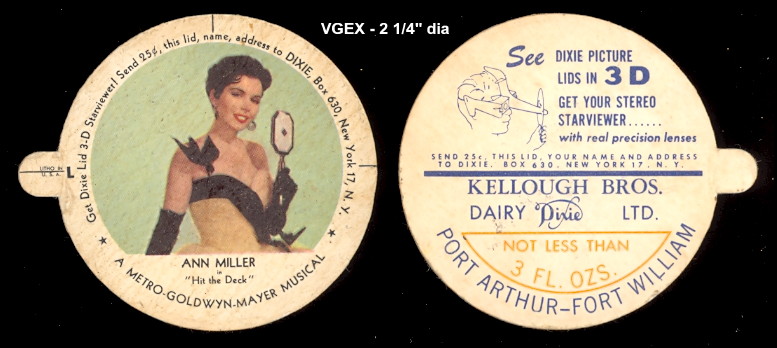 VGEX - 2 1/4" dia
Get Dixie Lid 3-D Starviewer! Send 25¢, this lid, name, address to DIXIE, Box 630, New York 17, N. Y.
LITHO IN
U. S. A.
L
ANN MILLER
in
"Hit the Deck"
★ A METRO-GOLDWYN-MAYER MUSICAL ★
See DIXIE PICTURE
LIDS IN 3D
GET YOUR STEREO
STARVIEWER......
with real precision lenses
SEND 25c, THIS LID, YOUR NAME AND ADDRESS
TO DIXIE, BOX 630, NEW YORK 17, N. Y.
KELLOUGH BROS.
DAIRY Dixie LTD.
NOT LESS THAN
3 FL. OZS.
PORT ARTHUR-FORT WILLIAM